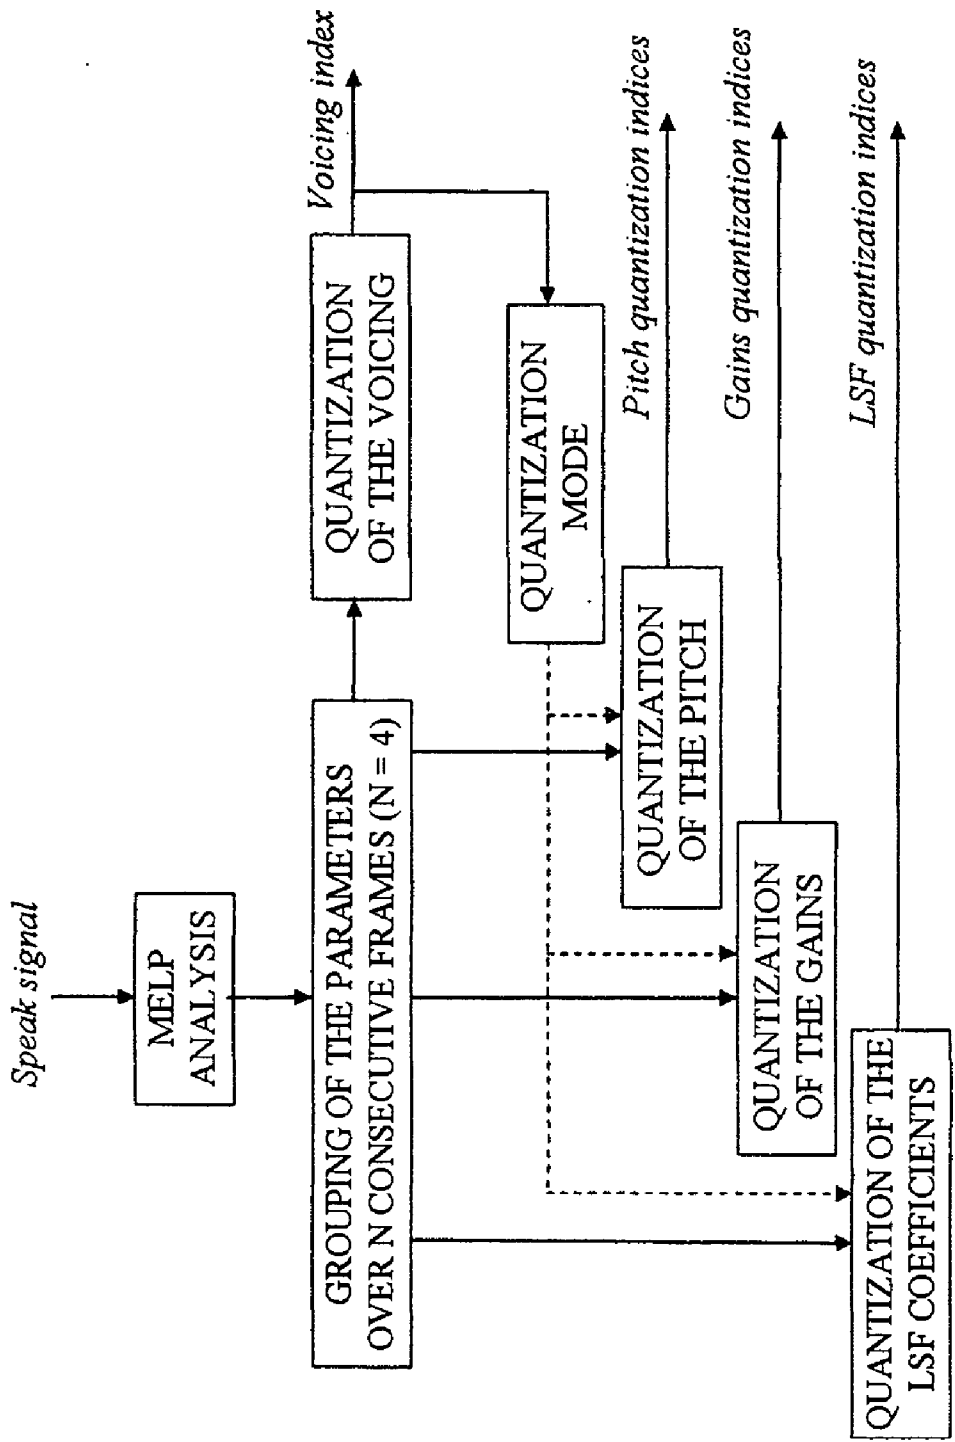 Speak signal
MELP
ANALYSIS
GROUPING OF THE PARAMETERS
OVER N CONSECUTIVE FRAMES (N = 4)
QUANTIZATION
OF THE VOICING
Voicing index
QUANTIZATION
MODE
QUANTIZATION
OF THE PITCH
Pitch quantization indices
QUANTIZATION
OF THE GAINS
Gains quantization indices
QUANTIZATION OF THE
LSF COEFFICIENTS
LSF quantization indices